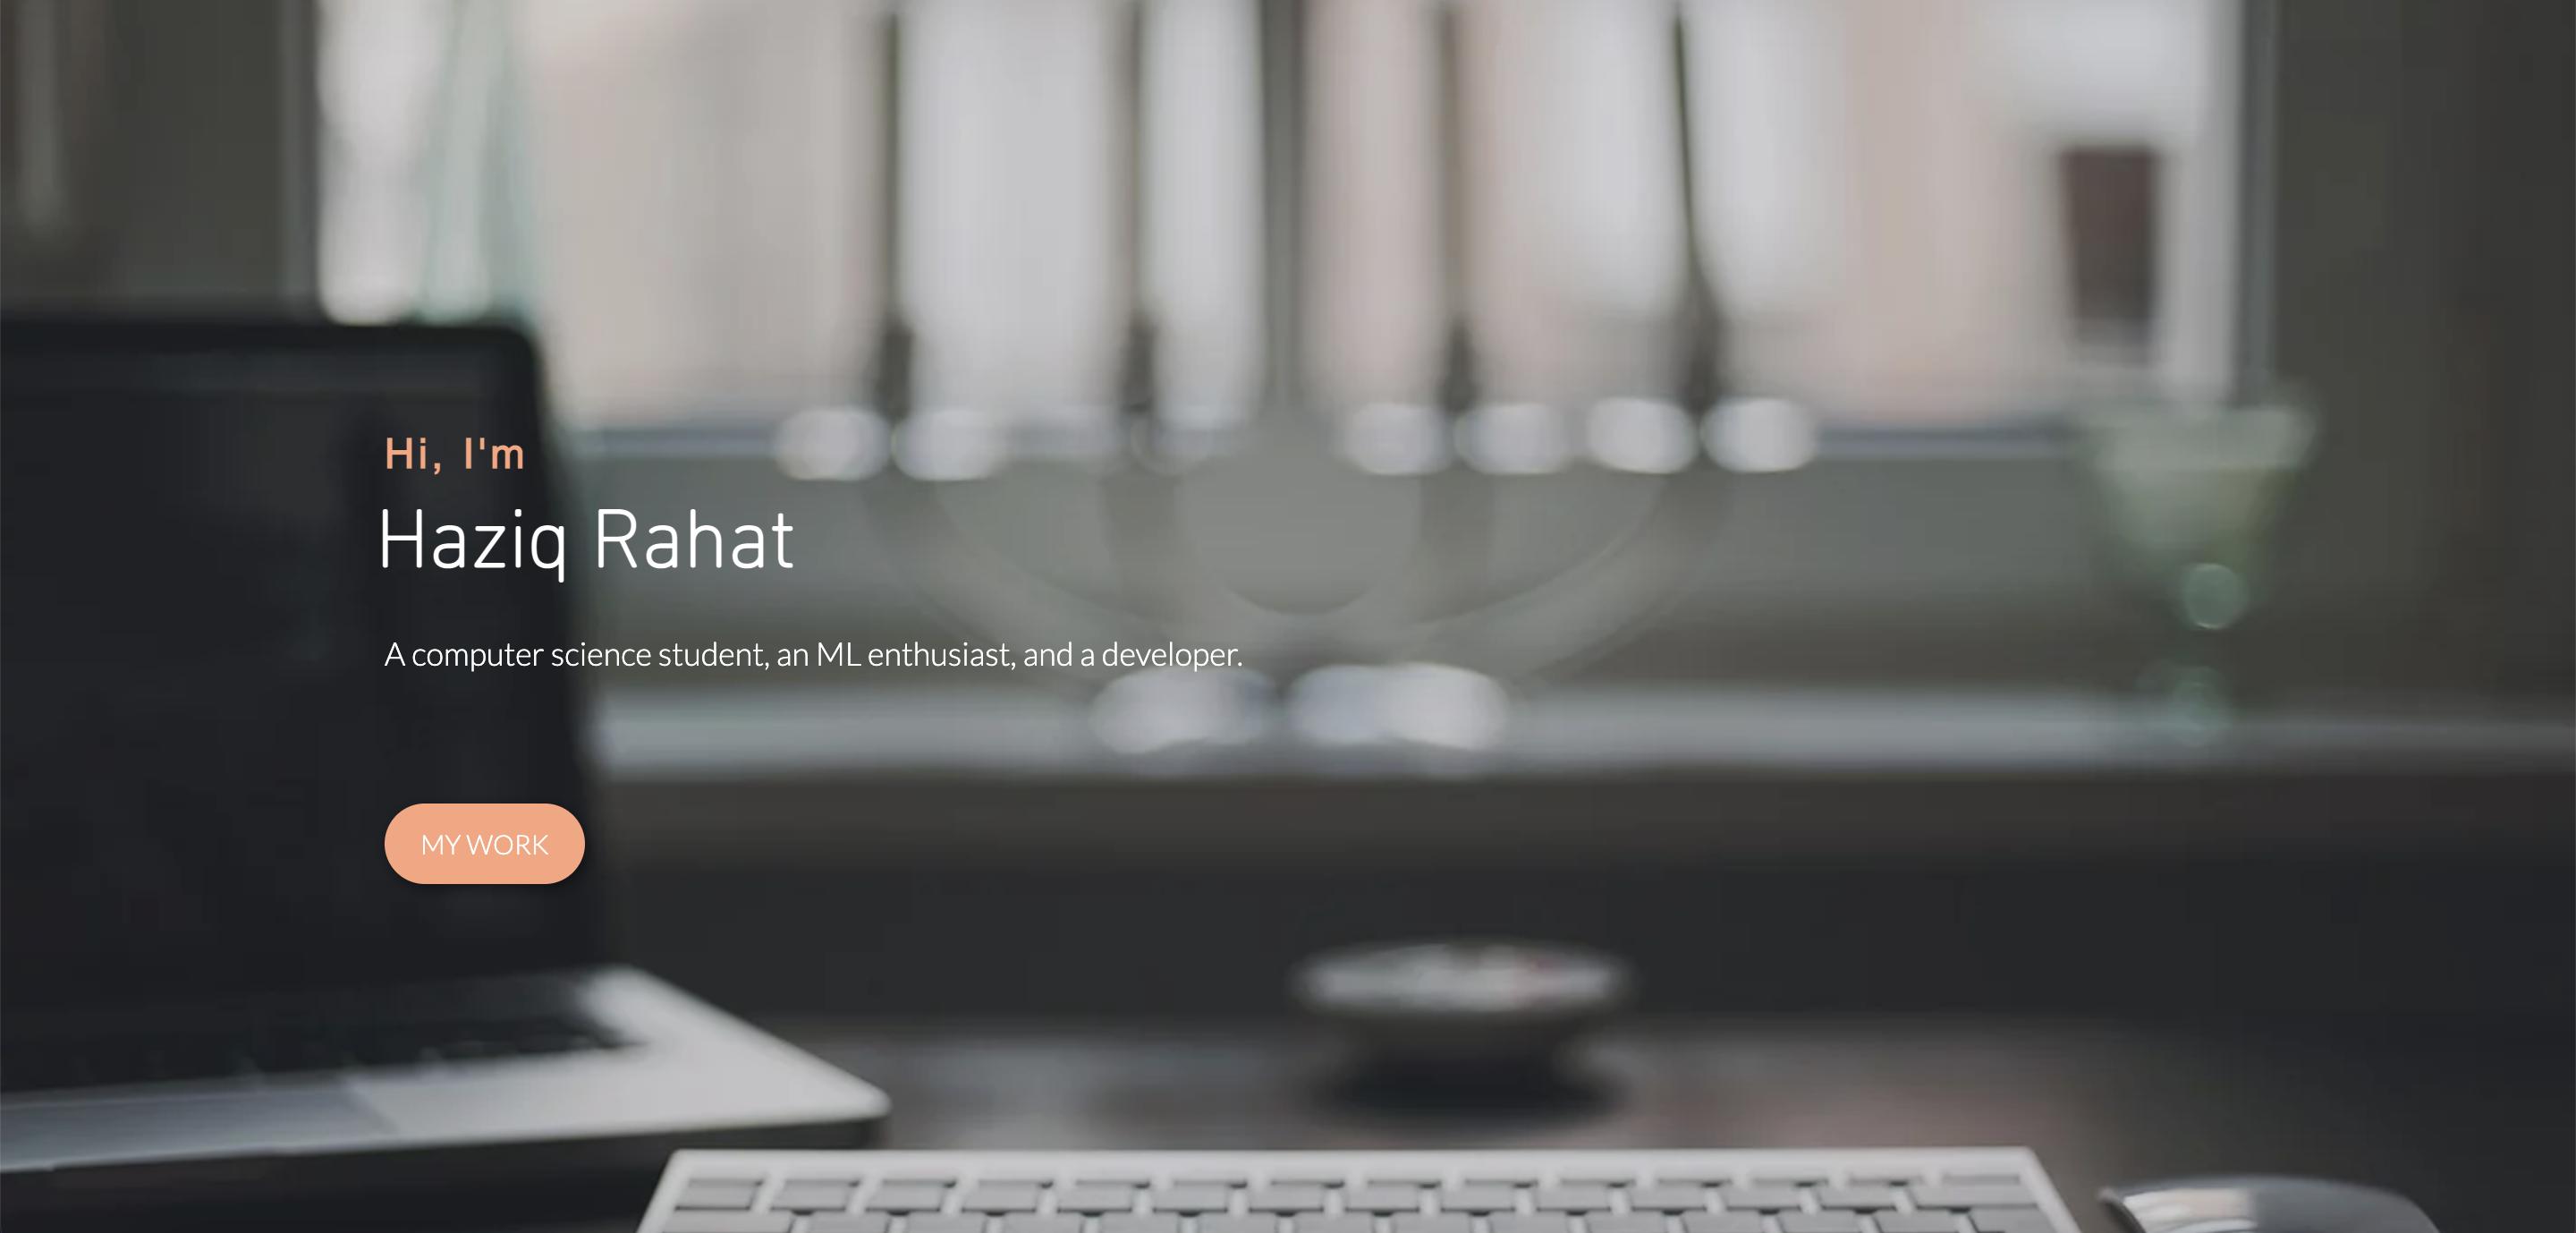 Hi, I'm
Haziq Rahat
A computer science student, an ML enthusiast, and a developer.
MY WORK